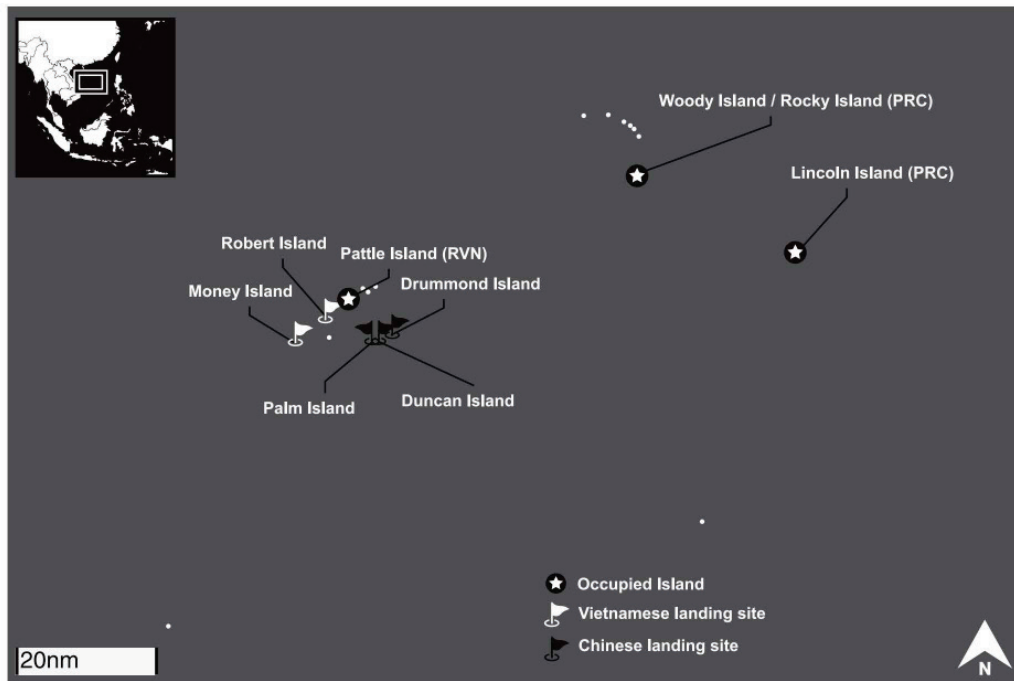 Woody Island / Rocky Island (PRC)
Lincoln Island (PRC)
Robert Island
Pattle Island (RVN)
Money Island
Drummond Island
Palm Island
Duncan Island
Occupied Island
Vietnamese landing site
Chinese landing site
20nm
N